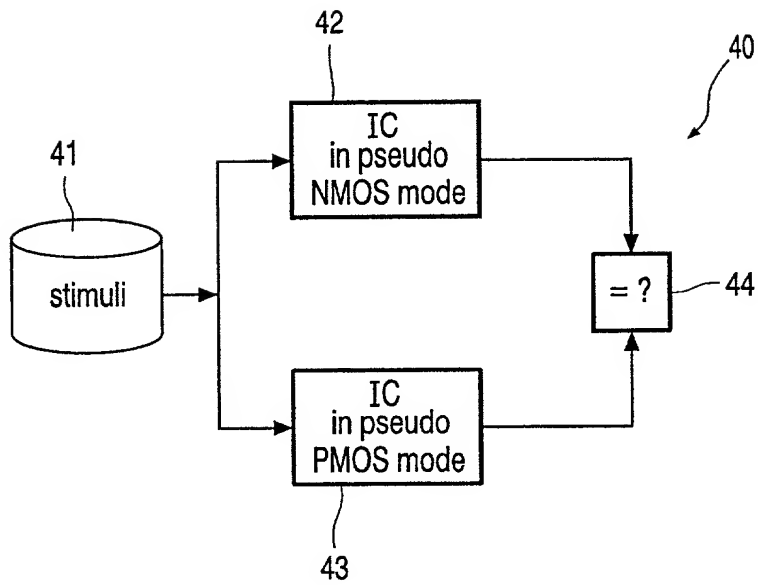 42
40
IC
in pseudo
NMOS mode
41
stimuli
= ?
44
IC
in pseudo
PMOS mode
43